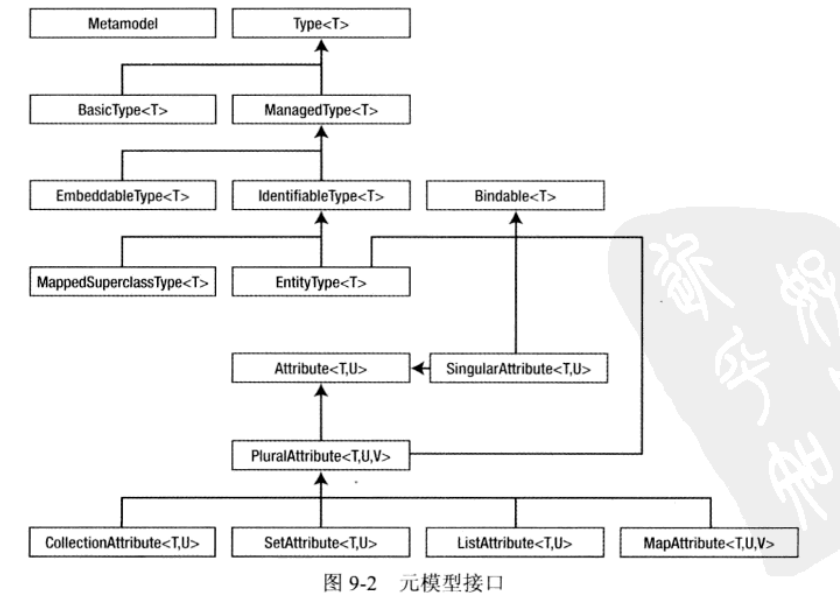 Metamodel
Type<T>
BasicType<T>
ManagedType<T>
EmbeddableType<T>
IdentifiableType<T>
Bindable<T>
MappedSuperclassType<T>
EntityType<T>
Attribute<T,U>
SingularAttribute<T,U>
PluralAttribute<T,U,V>
CollectionAttribute<T,U>
SetAttribute<T,U>
ListAttribute<T,U>
MapAttribute<T,U,V>
图 9-2 元模型接口